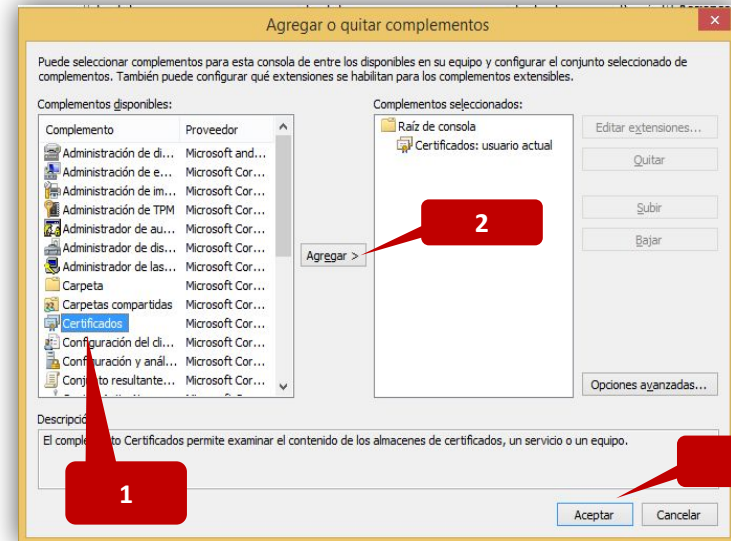 Agregar o quitar complementos
Puede seleccionar complementos para esta consola de entre los disponibles en su equipo y configurar el conjunto seleccionado de
complementos. También puede configurar qué extensiones se habilitan para los complementos extensibles.
Complementos disponibles:
Complemento Proveedor
Administración de di... Microsoft and...
Administración de e... Microsoft Cor...
Administración de im... Microsoft Cor...
Administración de TPM Microsoft Cor...
Administrador de au... Microsoft Cor...
Administrador de dis... Microsoft Cor...
Administrador de las... Microsoft Cor...
Carpeta Microsoft Cor...
Carpetas compartidas Microsoft Cor...
Certificados Microsoft Cor...
Configuración del cli... Microsoft Cor...
Configuración y anál... Microsoft Cor...
Conjunto resultante... Microsoft Cor...
Agregar >
2
Complementos seleccionados:
Raíz de consola
Certificados: usuario actual
Editar extensiones...
Quitar
Subir
Bajar
Opciones avanzadas...
Descripció
El complemento Certificados permite examinar el contenido de los almacenes de certificados, un servicio o un equipo.
1
Aceptar
Cancelar